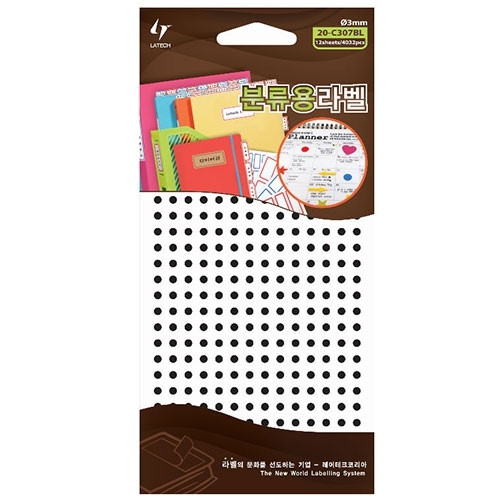 LATECH
Ø3mm
20-C307BL
12sheets/4032pcs
분류용라벨
Planner
라벨의 문화를 선도하는 기업 - 레이테크코리아
The New World Labelling System